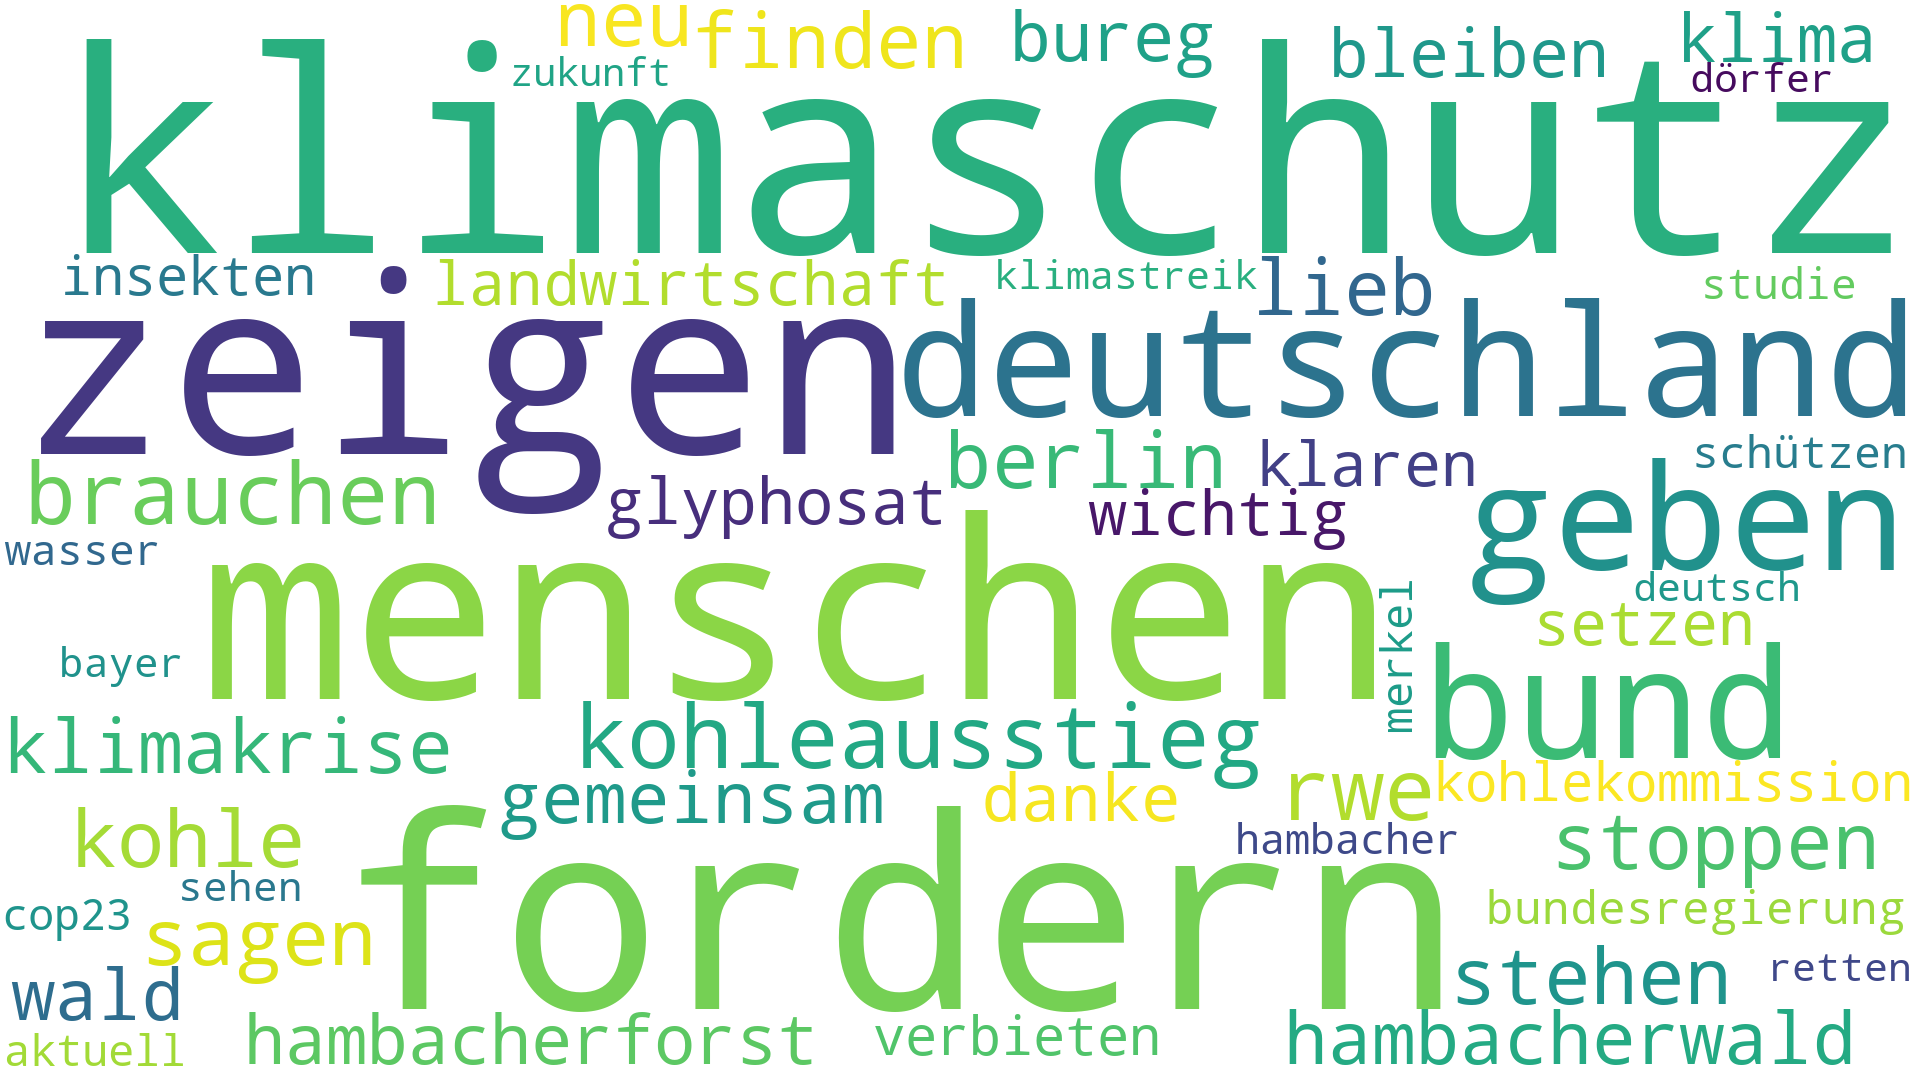 neu finden bureg bleiben klima
zukunft dörfer
klimaschutz
insekten landwirtschaft klimastreik lieb studie
zeigen deutschland
brauchen glyphosat berlin klaren schützen
wichtig geben
wasser menschen deutsch
merkel setzen
bayer bund
klimakrise kohleausstieg
gemeinsam danke rwe kohlekommission
kohle hambacher stoppen
sehen fordern
cop23 sagen bundesregierung
wald stehen retten
aktuell hambacherforst verbieten hambacherwald